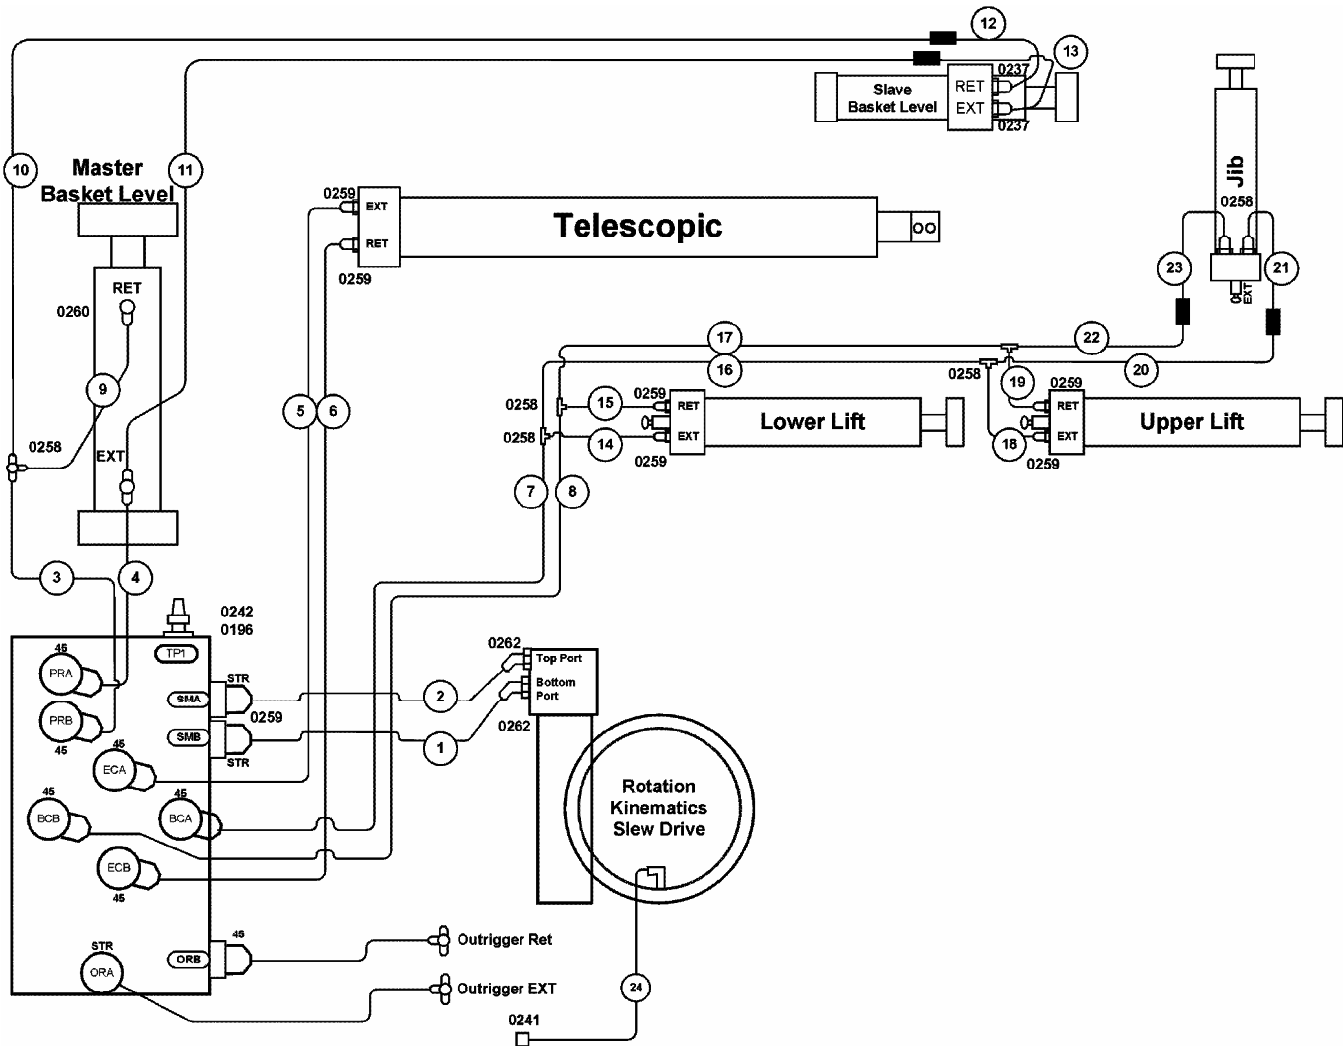 12
13
0237
Slave
Basket Level
RET
EXT
0237
10
11
Master
Basket Level
Jib
0258
0259
EXT
Telescopic
RET
0259
23
21
EXT
RET
0260
17
22
16
20
0258
19
9
0259
0259
5
6
0258
15
RET
Lower Lift
RET
Upper Lift
0258
0258
14
EXT
18
EXT
EXT
0259
0259
7
8
3
4
0242
0196
TP1
45
PRA
0262
Top Port
Bottom
Port
STR
SMA
2
PRB
0259
0262
SMB
1
45
45
STR
ECA
Rotation
Kinematics
Slew Drive
45
45
BCB
BCA
ECB
45
STR
45
Outrigger Ret
ORB
ORA
Outrigger EXT
24
0241